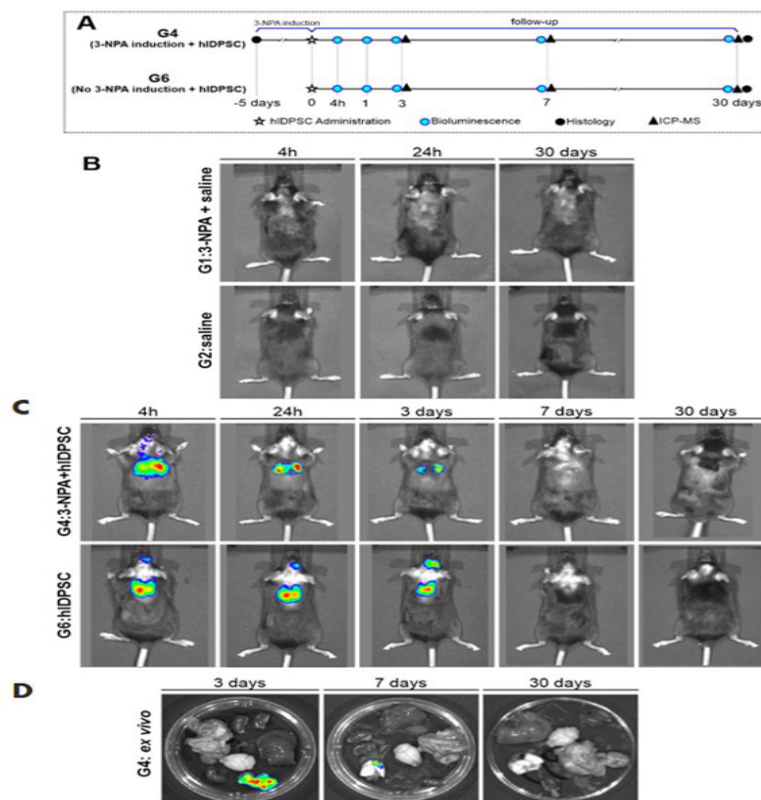 A
3-NPA induction
follow-up
G4
(3-NPA induction + hIDPSC)
G6
(No 3-NPA induction + hIDPSC)
-5 days 0 4h 1 3 7 30 days
hIDPSC Administration Bioluminescence Histology ICP-MS
B
4h 24h 30 days
G1:3-NPA + saline
G2:saline
C
4h 24h 3 days 7 days 30 days
G4:3-NPA+hIDPSC
G6:hIDPSC
D
3 days 7 days 30 days
G4: ex vivo